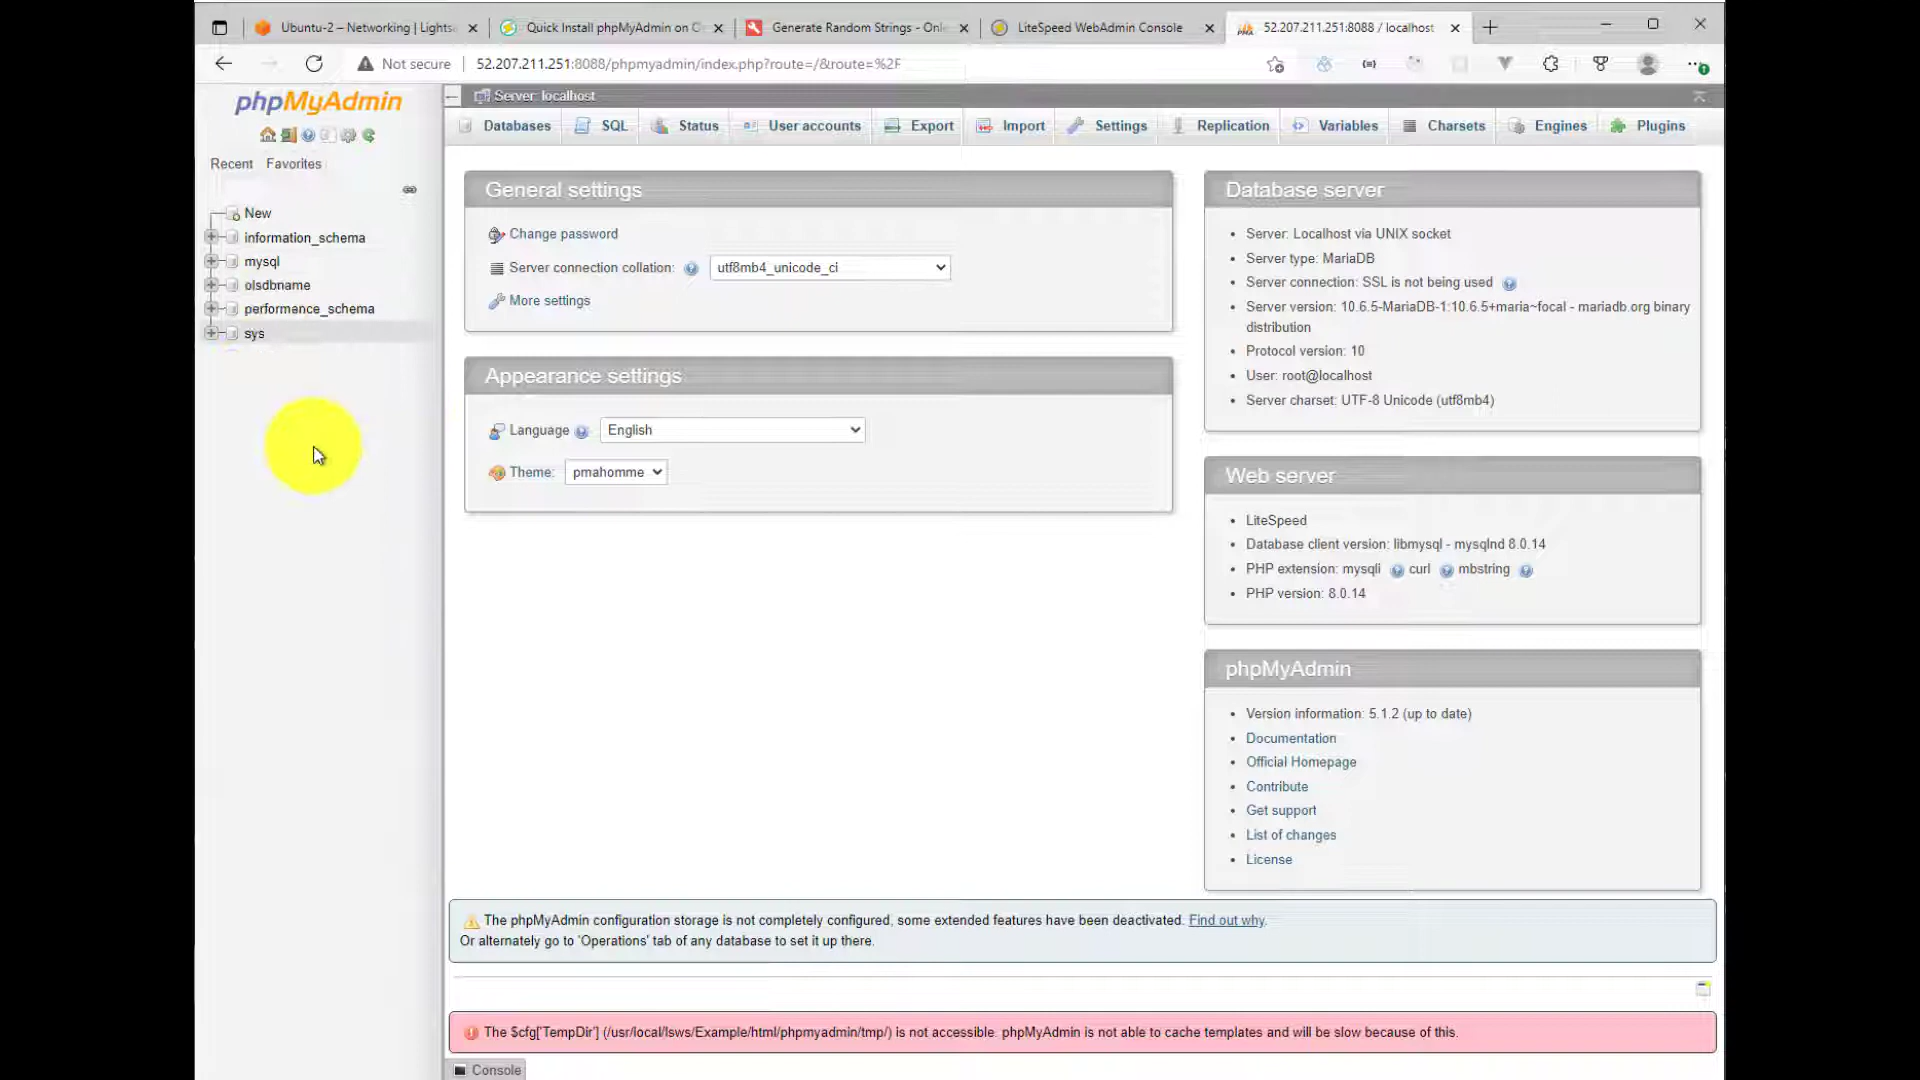 Ubuntu-2 – Networking | Lights
Quick Install phpMyAdmin on O
Generate Random Strings - Onl
LiteSpeed WebAdmin Console
52.207.211.251:8088 / localhost
Not secure
52.207.211.251:8088/phpmyadmin/index.php?route=/&route=%2F
phpMyAdmin
Server: localhost
Databases
SQL
Status
User accounts
Export
Import
Settings
Replication
Variables
Charsets
Engines
Plugins
Recent
Favorites
New
information_schema
mysql
olsdbname
performance_schema
sys
General settings
Change password
Server connection collation:
utf8mb4_unicode_ci
More settings
Appearance settings
Language
English
Theme:
pmahomme
Database server
Server: Localhost via UNIX socket
Server type: MariaDB
Server connection: SSL is not being used
Server version: 10.6.5-MariaDB-1:10.6.5+maria~focal - mariadb.org binary
distribution
Protocol version: 10
User: root@localhost
Server charset: UTF-8 Unicode (utf8mb4)
Web server
LiteSpeed
Database client version: libmysql - mysqlnd 8.0.14
PHP extension: mysqli curl mbstring
PHP version: 8.0.14
phpMyAdmin
Version information: 5.1.2 (up to date)
Documentation
Official Homepage
Contribute
Get support
List of changes
License
The phpMyAdmin configuration storage is not completely configured, some extended features have been deactivated. Find out why.
Or alternately go to 'Operations' tab of any database to set it up there.
The $cfg['TempDir'] (/usr/local/lsws/Example/html/phpmyadmin/tmp/) is not accessible. phpMyAdmin is not able to cache templates and will be slow because of this.
Console